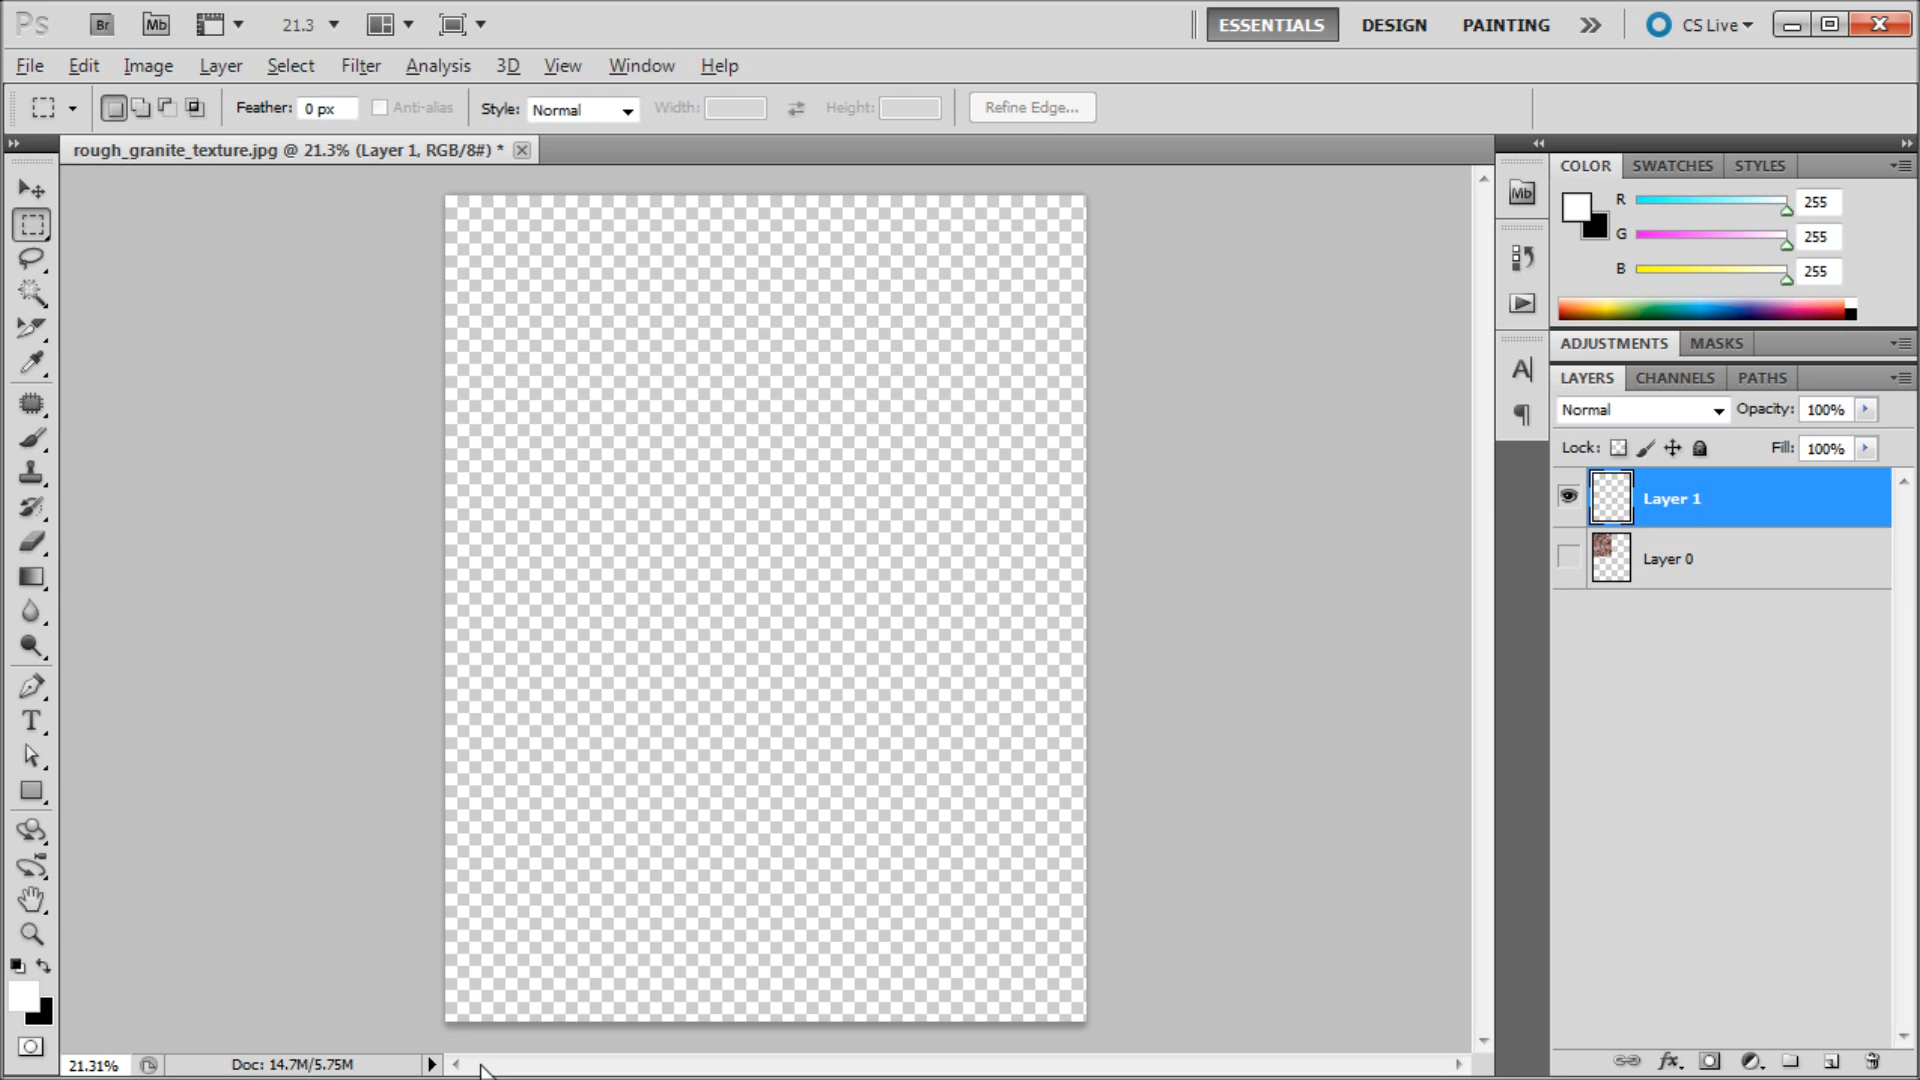 Ps Br Mb 21.3 ESSENTIALS DESIGN PAINTING CS Live
File Edit Image Layer Select Filter Analysis 3D View Window Help
Feather: 0 px Anti-alias Style: Normal Width: Height: Refine Edge...
rough_granite_texture.jpg @ 21.3% (Layer 1, RGB/8#) *
COLOR SWATCHES STYLES
Mb
R 255
G 255
B 255
ADJUSTMENTS MASKS
LAYERS CHANNELS PATHS
Normal Opacity: 100%
Lock: Fill: 100%
Layer 1
Layer 0
21.31% Doc: 14.7M/5.75M